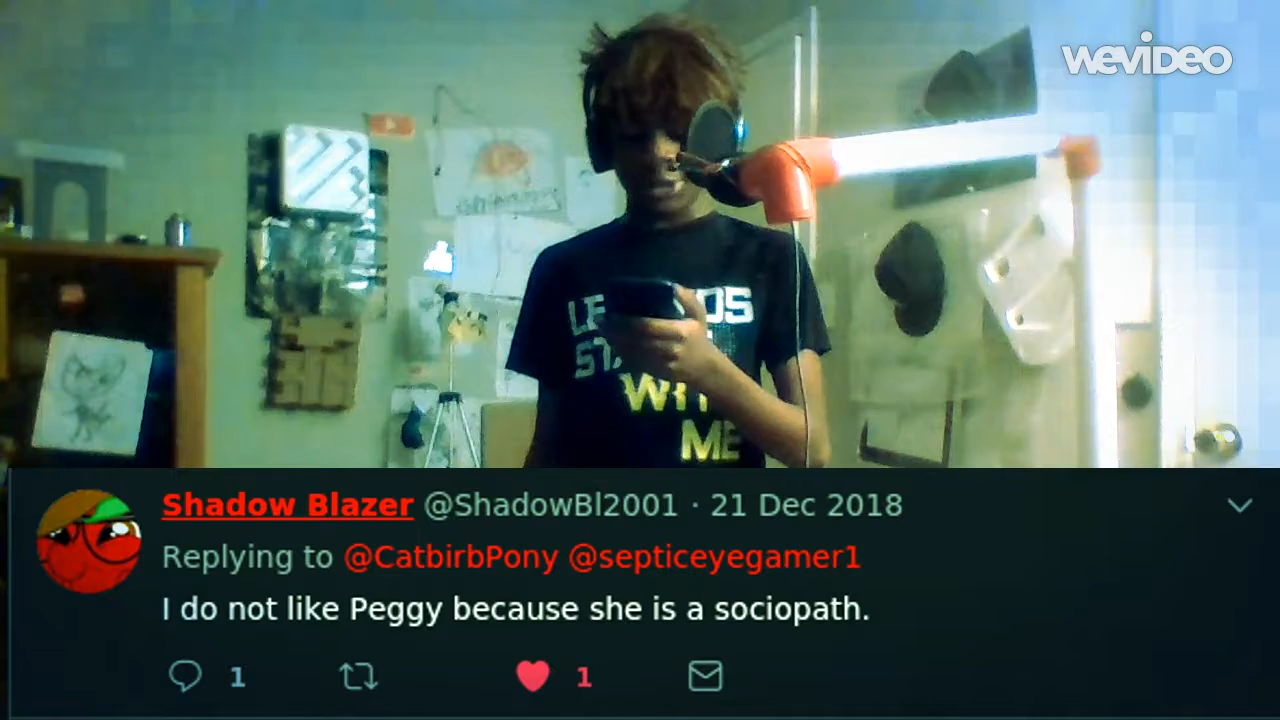 wevideo
WITH
ME
Shadow Blazer @ShadowBl2001 · 21 Dec 2018
Replying to @CatbirbPony @septiceyegamer1
I do not like Peggy because she is a sociopath.
1 1